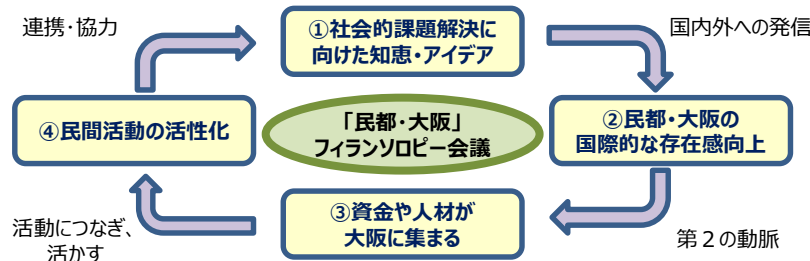 連携・協力
①社会的課題解決に
向けた知恵・アイデア
国内外への発信
④民間活動の活性化
「民都・大阪」
フィランソロピー会議
②民都・大阪の
国際的な存在感向上
活動につなぎ、
活かす
③資金や人材が
大阪に集まる
第２の動脈